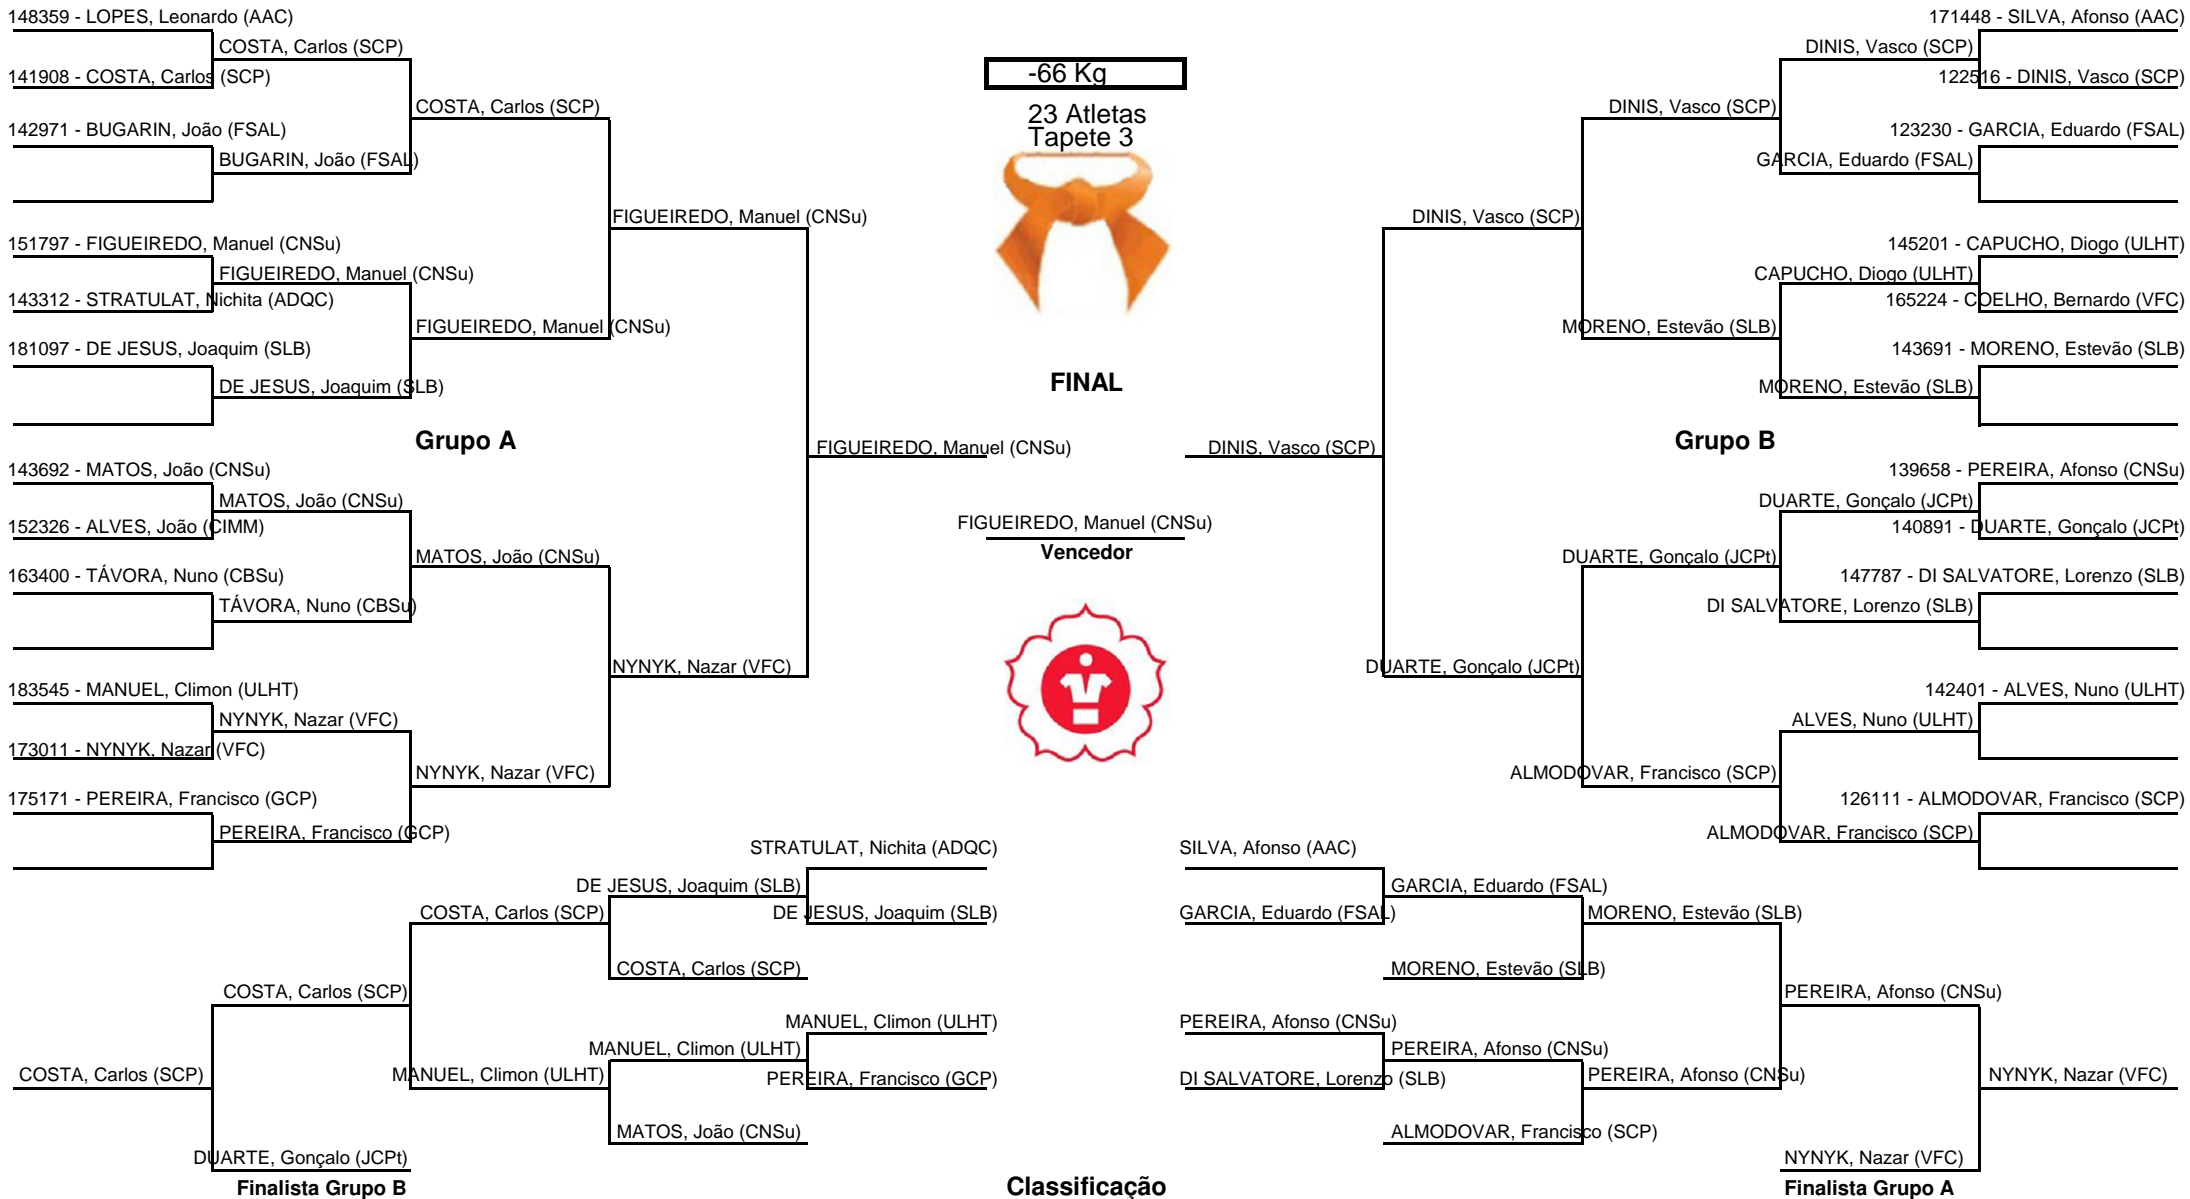 148359 - LOPES, Leonardo (AAC)
COSTA, Carlos (SCP)
141908 - COSTA, Carlos (SCP)
COSTA, Carlos (SCP)
142971 - BUGARIN, João (FSAL)
BUGARIN, João (FSAL)
FIGUEIREDO, Manuel (CNSu)
151797 - FIGUEIREDO, Manuel (CNSu)
FIGUEIREDO, Manuel (CNSu)
143312 - STRATULAT, Nichita (ADQC)
FIGUEIREDO, Manuel (CNSu)
181097 - DE JESUS, Joaquim (SLB)
DE JESUS, Joaquim (SLB)
Grupo A
FIGUEIREDO, Manuel (CNSu)
143692 - MATOS, João (CNSu)
MATOS, João (CNSu)
152326 - ALVES, João (CIMM)
MATOS, João (CNSu)
163400 - TÁVORA, Nuno (CBSu)
TÁVORA, Nuno (CBSu)
NYNYK, Nazar (VFC)
183545 - MANUEL, Climon (ULHT)
NYNYK, Nazar (VFC)
173011 - NYNYK, Nazar (VFC)
NYNYK, Nazar (VFC)
175171 - PEREIRA, Francisco (GCP)
PEREIRA, Francisco (GCP)
-66 Kg
23 Atletas
Tapete 3
FINAL
FIGUEIREDO, Manuel (CNSu)
Vencedor
171448 - SILVA, Afonso (AAC)
DINIS, Vasco (SCP)
122516 - DINIS, Vasco (SCP)
DINIS, Vasco (SCP)
123230 - GARCIA, Eduardo (FSAL)
GARCIA, Eduardo (FSAL)
DINIS, Vasco (SCP)
145201 - CAPUCHO, Diogo (ULHT)
CAPUCHO, Diogo (ULHT)
165224 - COELHO, Bernardo (VFC)
MORENO, Estevão (SLB)
143691 - MORENO, Estevão (SLB)
MORENO, Estevão (SLB)
Grupo B
DINIS, Vasco (SCP)
139658 - PEREIRA, Afonso (CNSu)
DUARTE, Gonçalo (JCPt)
140891 - DUARTE, Gonçalo (JCPt)
DUARTE, Gonçalo (JCPt)
147787 - DI SALVATORE, Lorenzo (SLB)
DI SALVATORE, Lorenzo (SLB)
DUARTE, Gonçalo (JCPt)
142401 - ALVES, Nuno (ULHT)
ALVES, Nuno (ULHT)
ALMODOVAR, Francisco (SCP)
126111 - ALMODOVAR, Francisco (SCP)
ALMODOVAR, Francisco (SCP)
STRATULAT, Nichita (ADQC)
DE JESUS, Joaquim (SLB)
COSTA, Carlos (SCP)
DE JESUS, Joaquim (SLB)
COSTA, Carlos (SCP)
COSTA, Carlos (SCP)
MANUEL, Climon (ULHT)
MANUEL, Climon (ULHT)
COSTA, Carlos (SCP)
MANUEL, Climon (ULHT)
PEREIRA, Francisco (GCP)
MATOS, João (CNSu)
DUARTE, Gonçalo (JCPt)
Finalista Grupo B
SILVA, Afonso (AAC)
GARCIA, Eduardo (FSAL)
GARCIA, Eduardo (FSAL)
MORENO, Estevão (SLB)
MORENO, Estevão (SLB)
PEREIRA, Afonso (CNSu)
PEREIRA, Afonso (CNSu)
PEREIRA, Afonso (CNSu)
DI SALVATORE, Lorenzo (SLB)
PEREIRA, Afonso (CNSu)
NYNYK, Nazar (VFC)
ALMODOVAR, Francisco (SCP)
NYNYK, Nazar (VFC)
Finalista Grupo A
Classificação